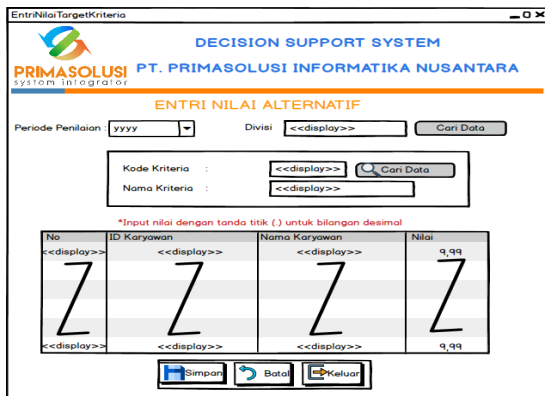 EntriNilaiTargetKriteria
DECISION SUPPORT SYSTEM
PRIMASOLUSI
system integrator
PT. PRIMASOLUSI INFORMATIKA NUSANTARA
ENTRI NILAI ALTERNATIF
Periode Penilaian : yyyy Divisi <<display>> Cari Data
Kode Kriteria : <<display>> Cari Data
Nama Kriteria : <<display>>
*Input nilai dengan tanda titik (.) untuk bilangan desimal
No ID Karyawan Nama Karyawan Nilai
<<display>> <<display>> <<display>> 9,99
<<display>> <<display>> <<display>> 9,99
Simpan Batal Keluar